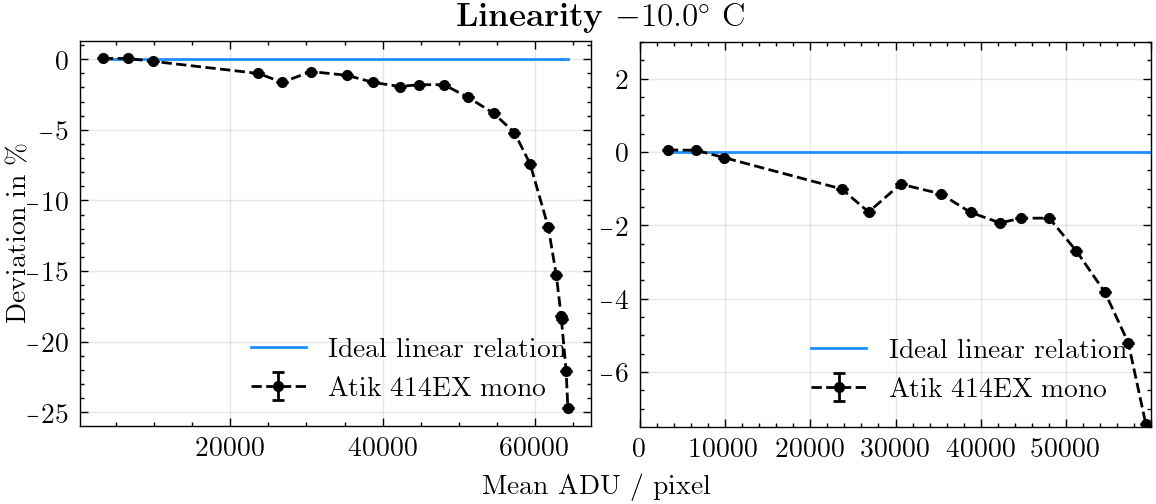 Linearity −10.0° C
Deviation in %
0
−5
−10
−15
−20
−25
20000 40000 60000
Ideal linear relation
Atik 414EX mono
2
0
−2
−4
−6
0 10000 20000 30000 40000 50000
Ideal linear relation
Atik 414EX mono
Mean ADU / pixel